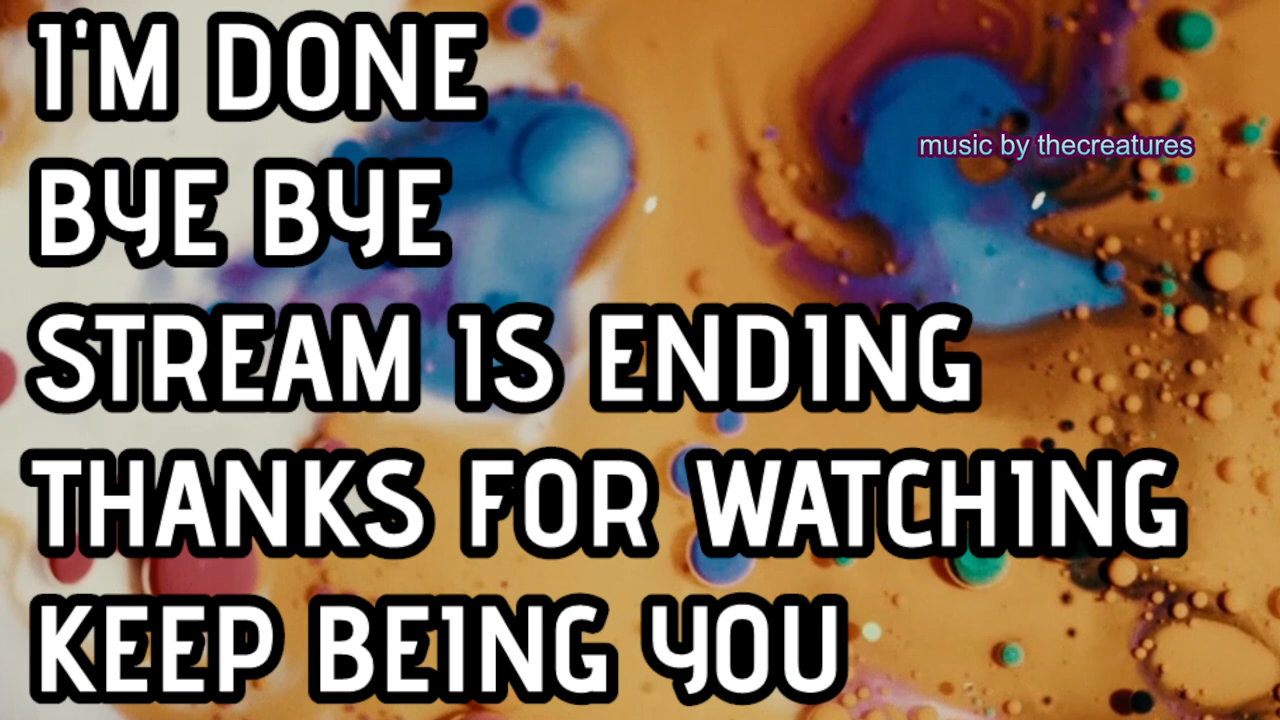 I'M DONE
music by thecreatures
BYE BYE
STREAM IS ENDING
THANKS FOR WATCHING
KEEP BEING YOU